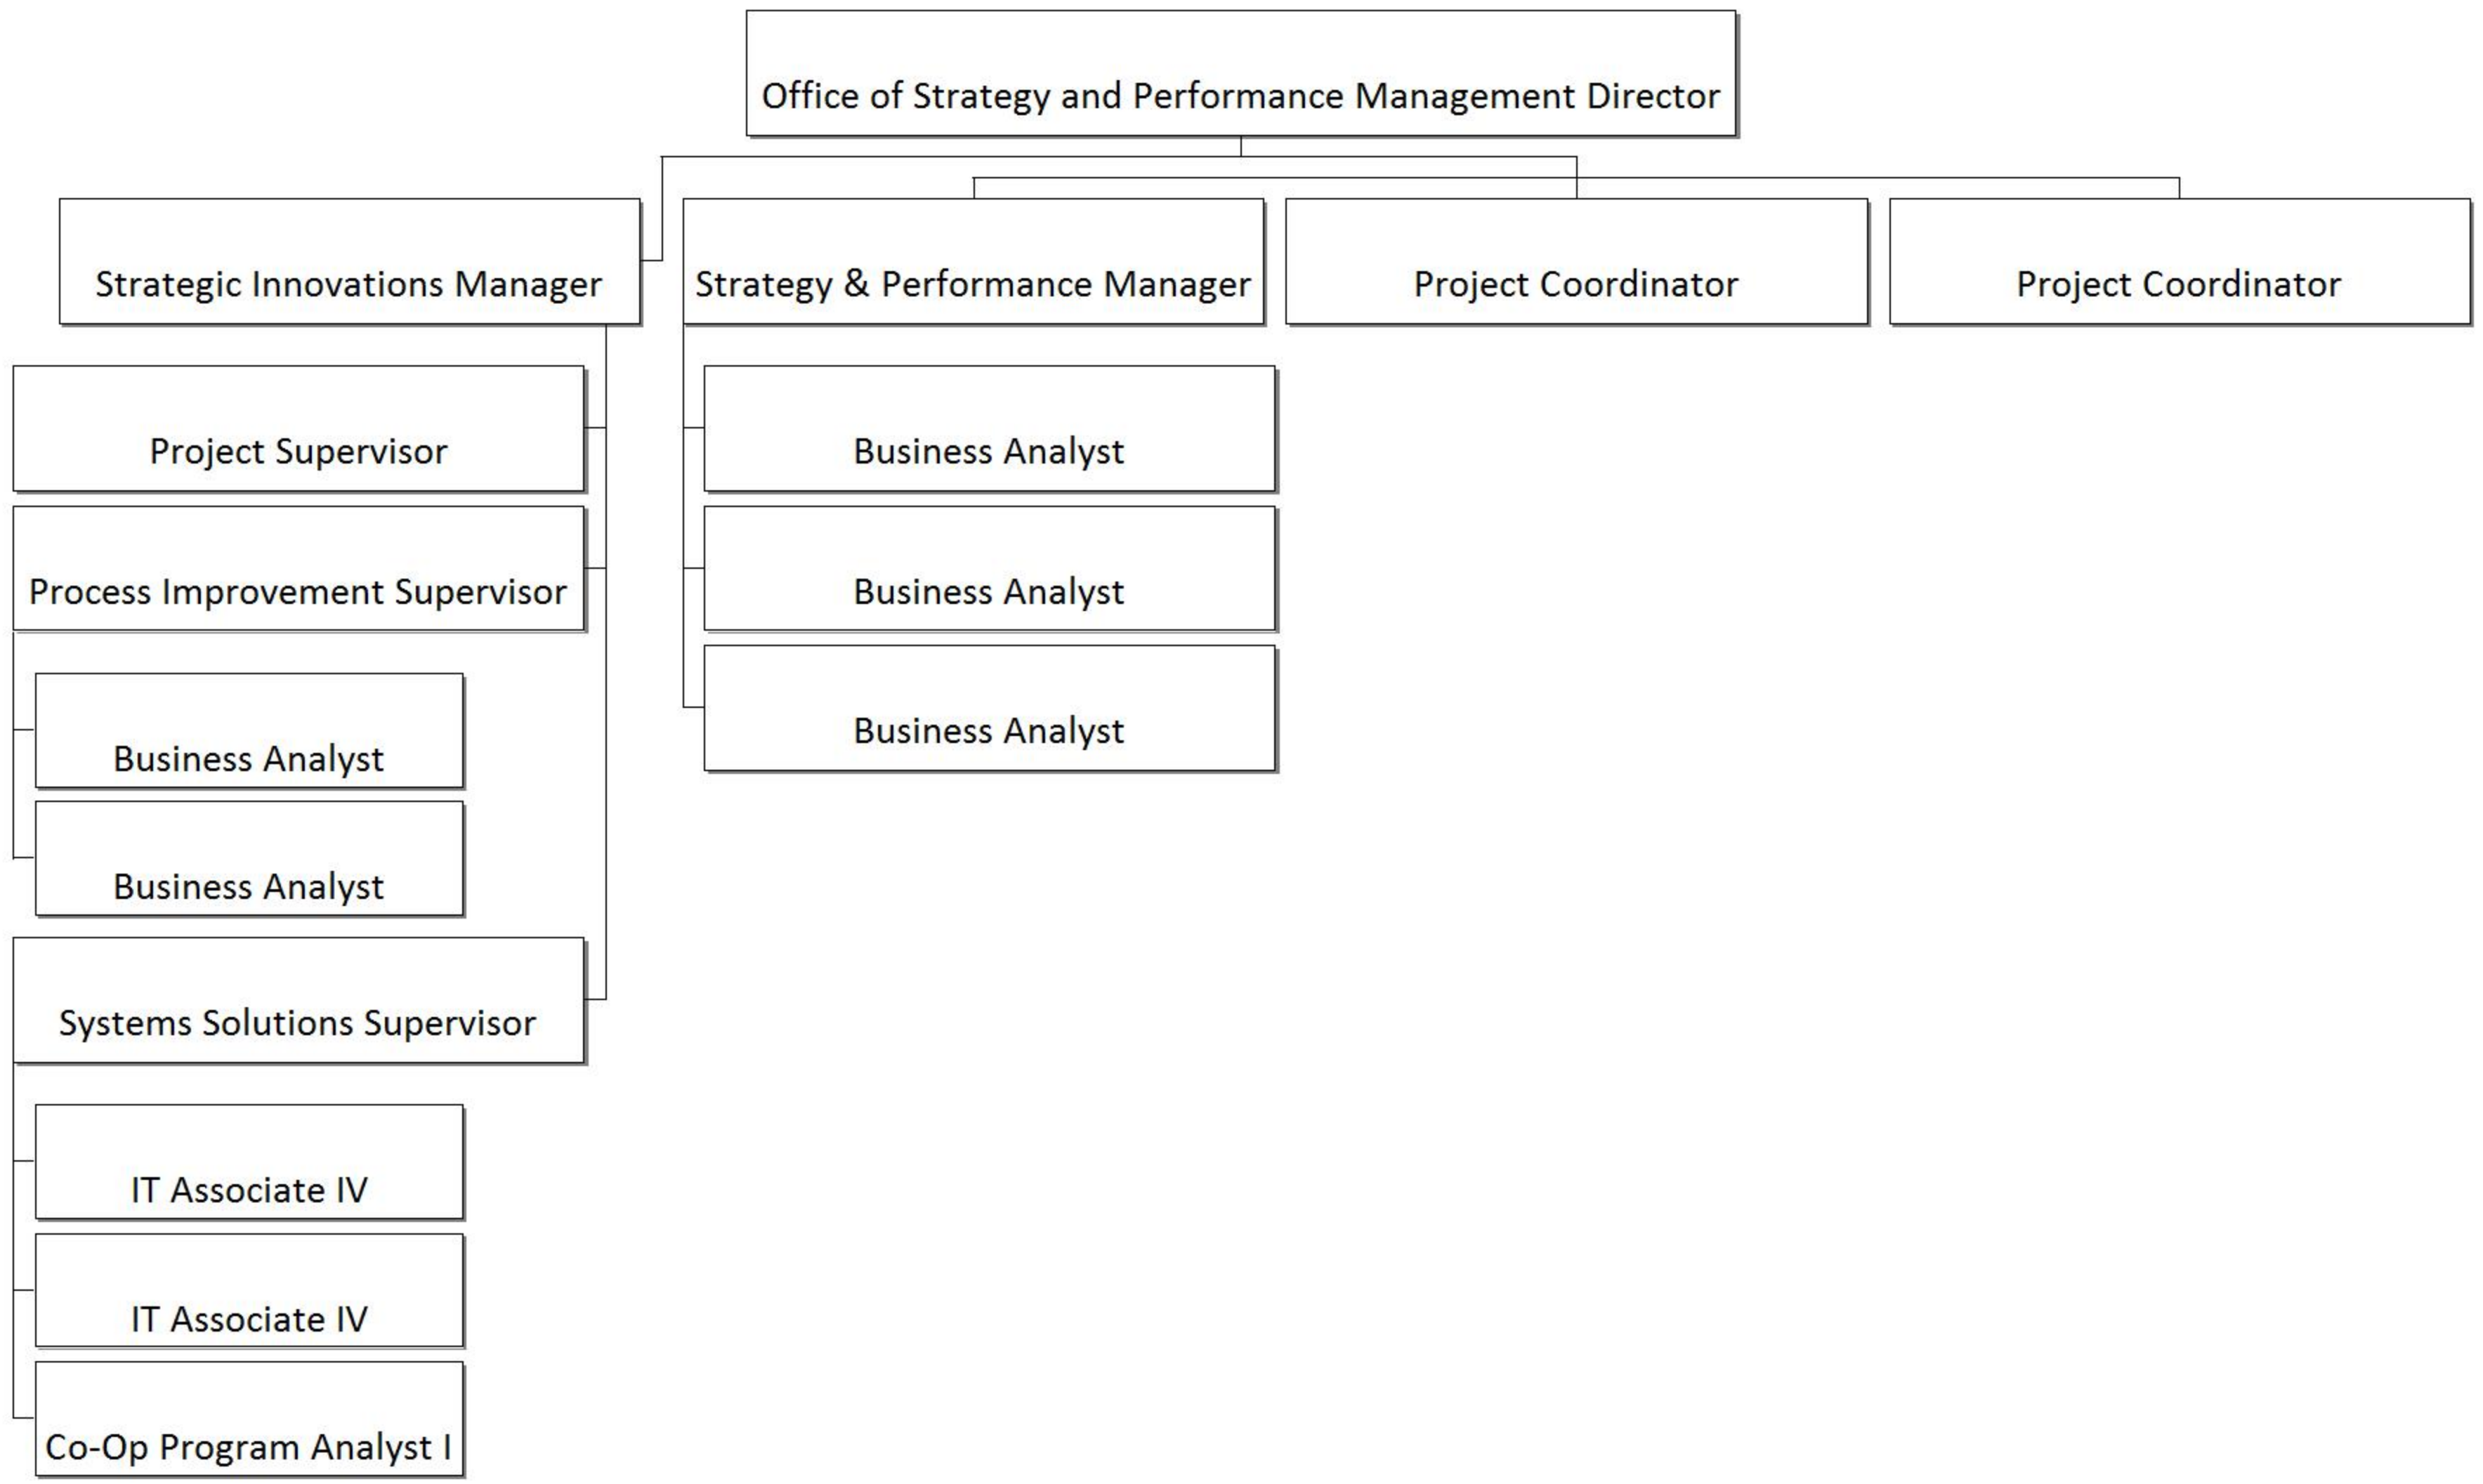 Office of Strategy and Performance Management Director
Strategic Innovations Manager
Strategy & Performance Manager
Project Coordinator
Project Coordinator
Project Supervisor
Process Improvement Supervisor
Business Analyst
Business Analyst
Systems Solutions Supervisor
IT Associate IV
IT Associate IV
Co-Op Program Analyst I
Business Analyst
Business Analyst
Business Analyst